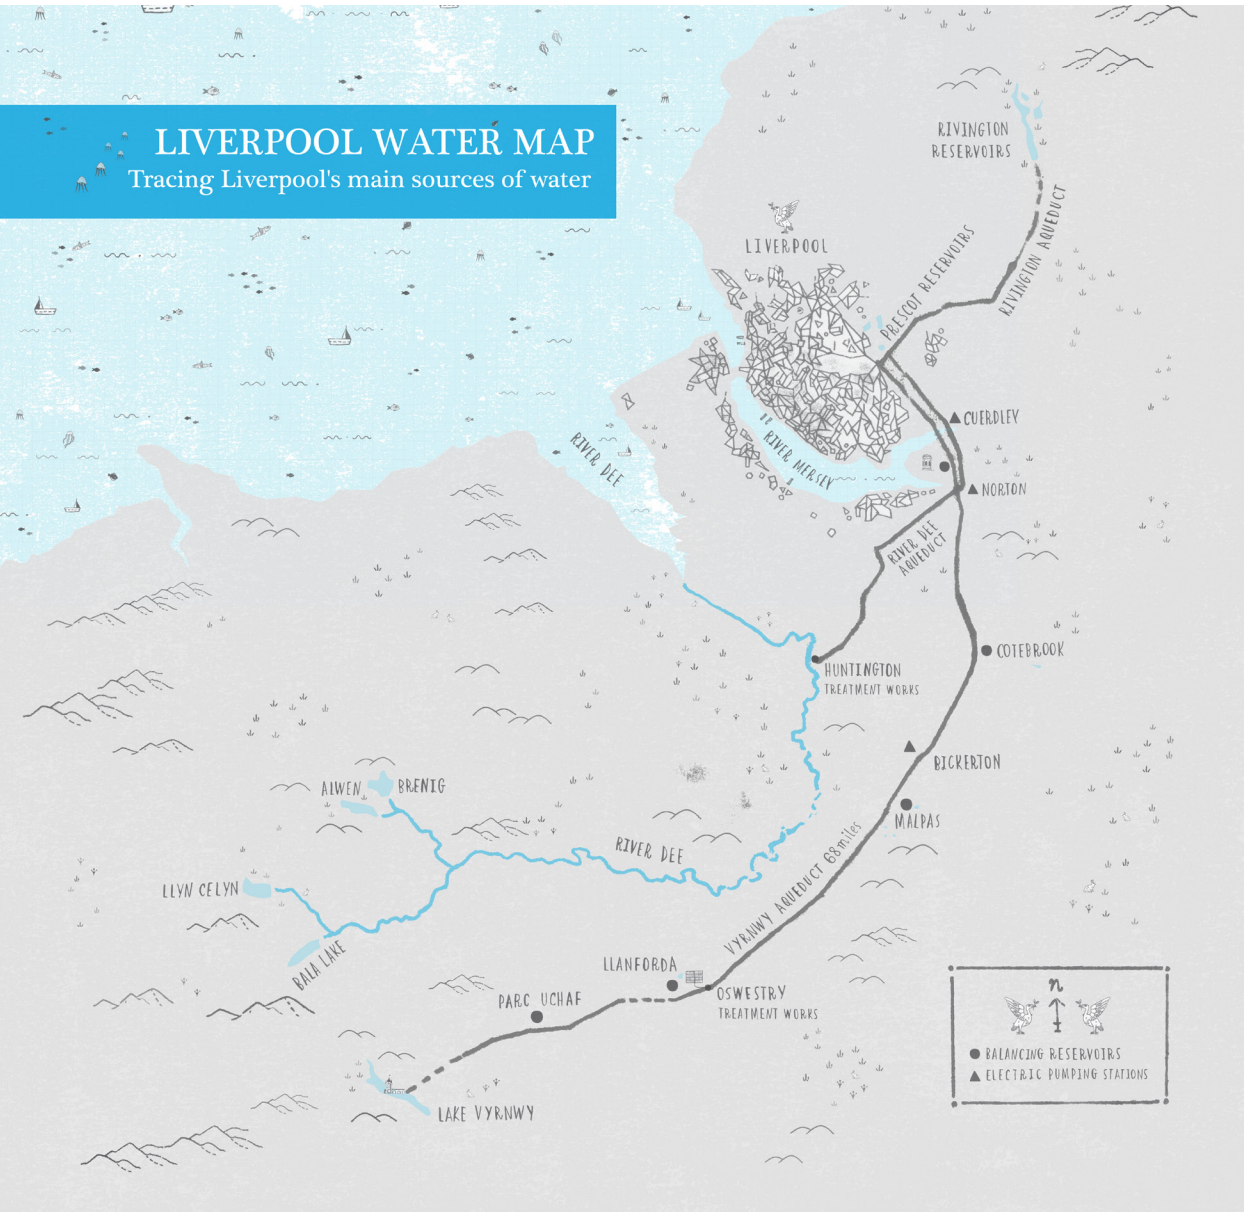 LIVERPOOL WATER MAP
Tracing Liverpool's main sources of water
RIVINGTON
RESERVOIRS
RIVINGTON AQUEDUCT
LIVERPOOL
PRESCOT RESERVOIRS
CUERDLEY
RIVER DEE
RIVER MERSEY
NORTON
RIVER DEE
AQUEDUCT
COTEBROOK
HUNTINGTON
TREATMENT WORKS
BICKERTON
ALWEN
BRENIG
MALPAS
RIVER DEE
VYRNWY AQUEDUCT 68miles
LLYN CELYN
BALA LAKE
LLANFORDA
OSWESTRY
TREATMENT WORKS
PARC UCHAF
LAKE VYRNWY
n
BALANCING RESERVOIRS
ELECTRIC PUMPING STATIONS